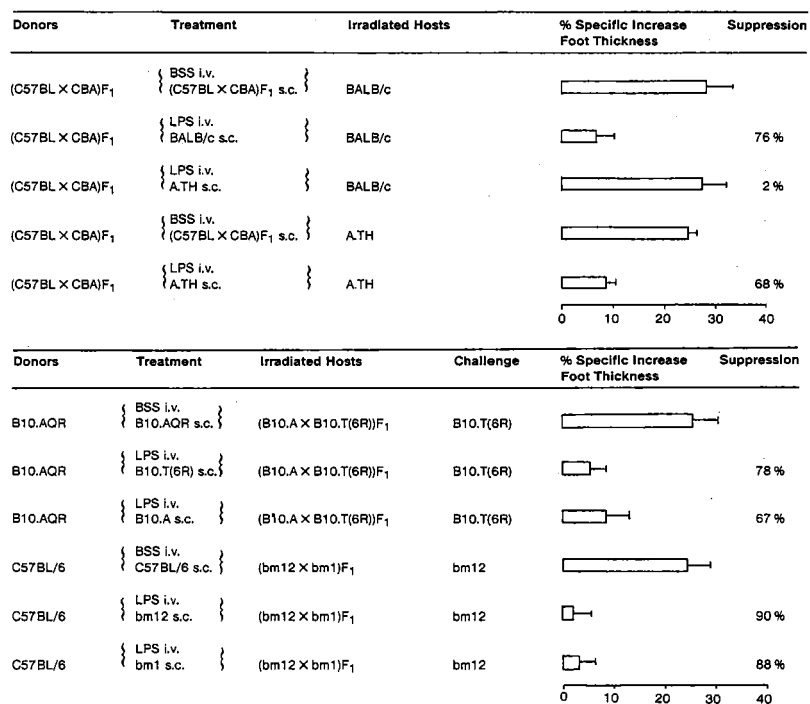 Donors Treatment Irradiated Hosts % Specific Increase Foot Thickness Suppression
(C57BL × CBA)F₁ { BSS i.v. (C57BL × CBA)F₁ s.c. } BALB/c
(C57BL × CBA)F₁ { LPS i.v. BALB/c s.c. } BALB/c 76 %
(C57BL × CBA)F₁ { LPS i.v. A.TH s.c. } BALB/c 2 %
(C57BL × CBA)F₁ { BSS i.v. (C57BL × CBA)F₁ s.c. } A.TH
(C57BL × CBA)F₁ { LPS i.v. A.TH s.c. } A.TH 68 %
0 10 20 30 40
Donors Treatment Irradiated Hosts Challenge % Specific Increase Foot Thickness Suppression
B10.AQR { BSS i.v. B10.AQR s.c. } (B10.A × B10.T(6R))F₁ B10.T(6R)
B10.AQR { LPS i.v. B10.T(6R) s.c. } (B10.A × B10.T(6R))F₁ B10.T(6R) 78 %
B10.AQR { LPS i.v. B10.A s.c. } (B10.A × B10.T(6R))F₁ B10.T(6R) 67 %
C57BL/6 { BSS i.v. C57BL/6 s.c. } (bm12 × bm1)F₁ bm12
C57BL/6 { LPS i.v. bm12 s.c. } (bm12 × bm1)F₁ bm12 90 %
C57BL/6 { LPS i.v. bm1 s.c. } (bm12 × bm1)F₁ bm12 88 %
0 10 20 30 40